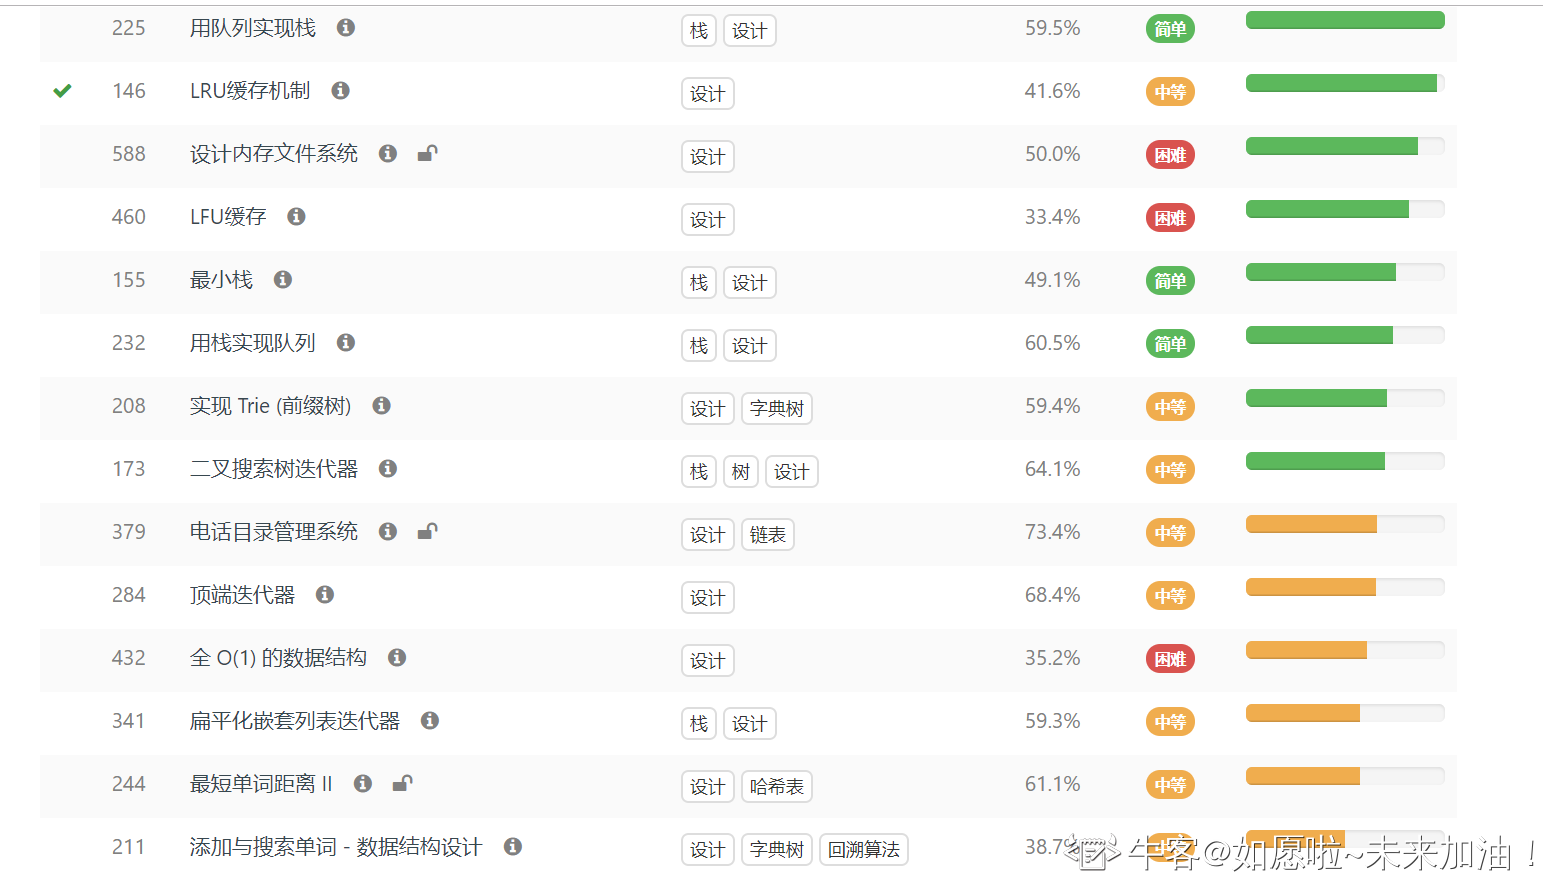 225 用队列实现栈 栈 设计 59.5% 简单
146 LRU缓存机制 设计 41.6% 中等
588 设计内存文件系统 设计 50.0% 困难
460 LFU缓存 设计 33.4% 困难
155 最小栈 栈 设计 49.1% 简单
232 用栈实现队列 栈 设计 60.5% 简单
208 实现 Trie (前缀树) 设计 字典树 59.4% 中等
173 二叉搜索树迭代器 栈 树 设计 64.1% 中等
379 电话目录管理系统 设计 链表 73.4% 中等
284 顶端迭代器 设计 68.4% 中等
432 全 O(1) 的数据结构 设计 35.2% 困难
341 扁平化嵌套列表迭代器 栈 设计 59.3% 中等
244 最短单词距离 II 设计 哈希表 61.1% 中等
211 添加与搜索单词 - 数据结构设计 设计 字典树 回溯算法 38.7% 中等
牛客@如愿啦~未来加油！